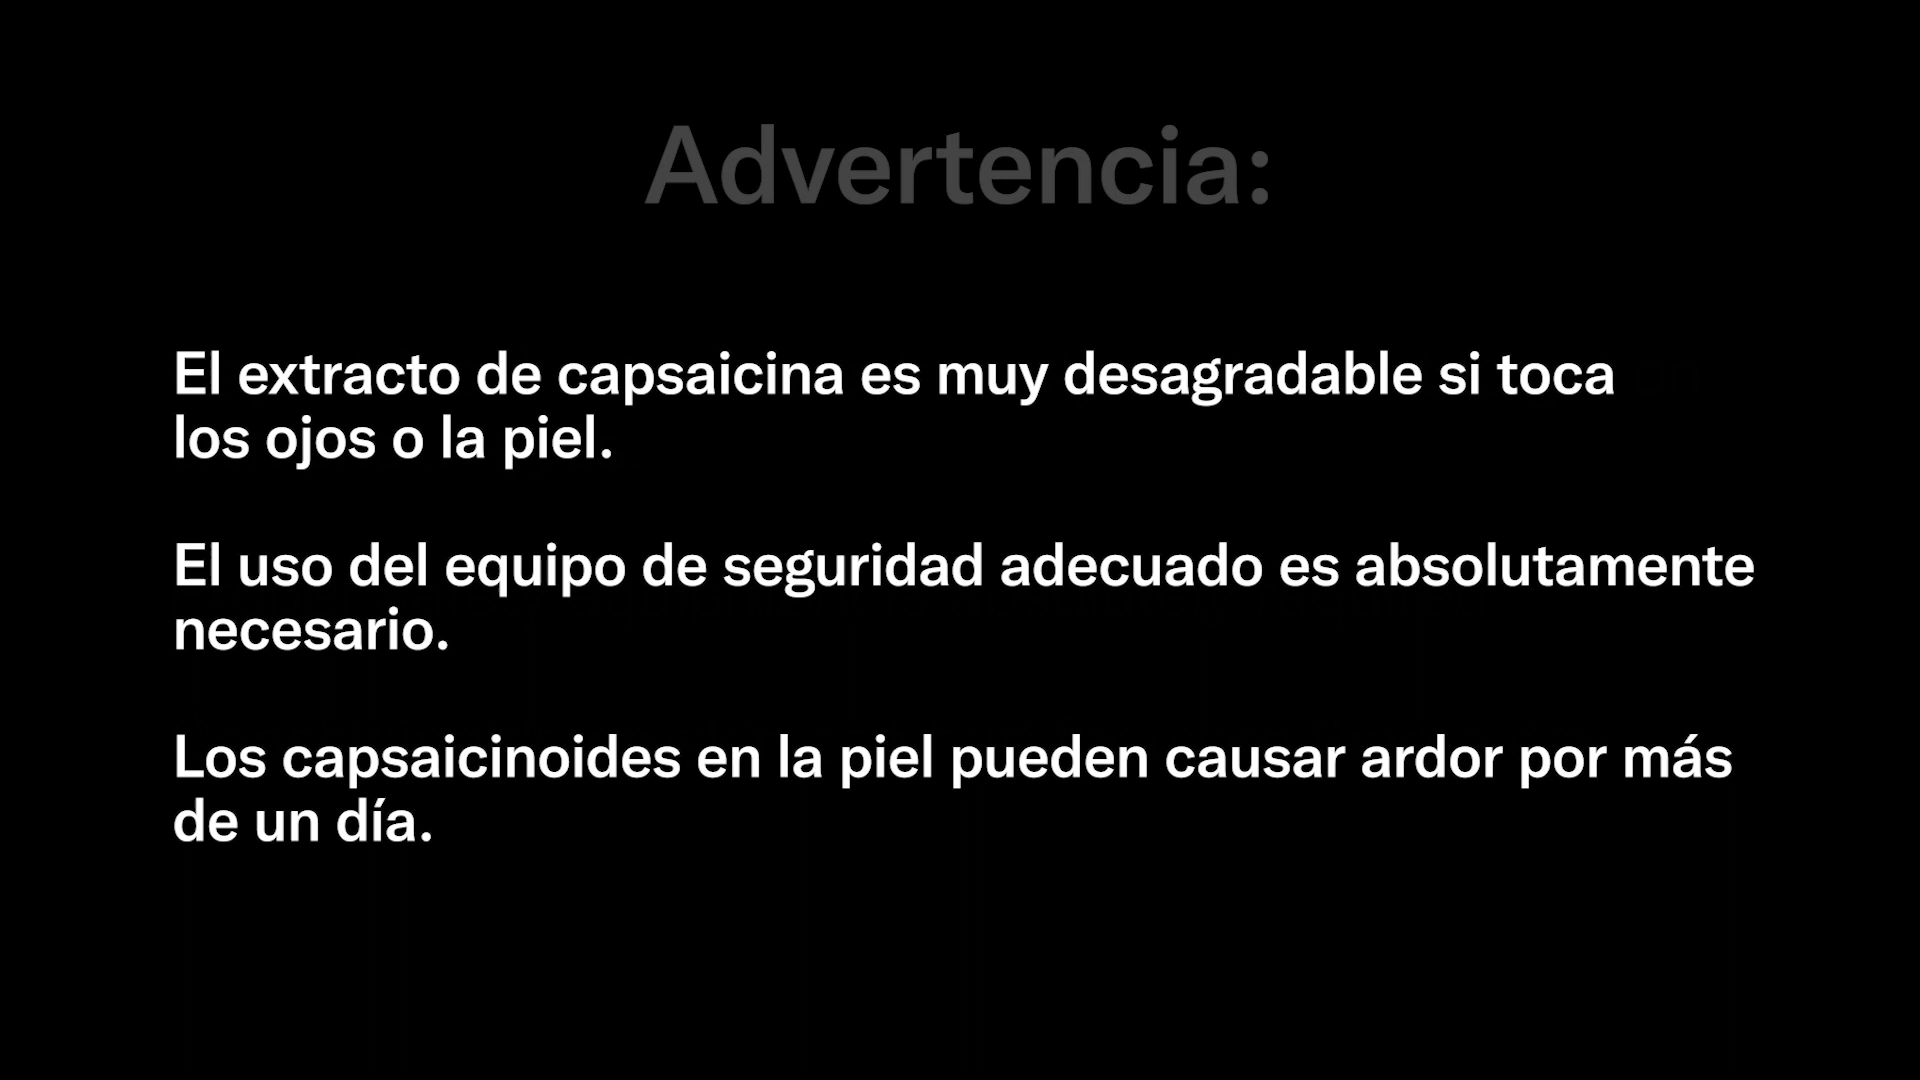 Advertencia:
El extracto de capsaicina es muy desagradable si toca
los ojos o la piel.
El uso del equipo de seguridad adecuado es absolutamente
necesario.
Los capsaicinoides en la piel pueden causar ardor por más
de un día.